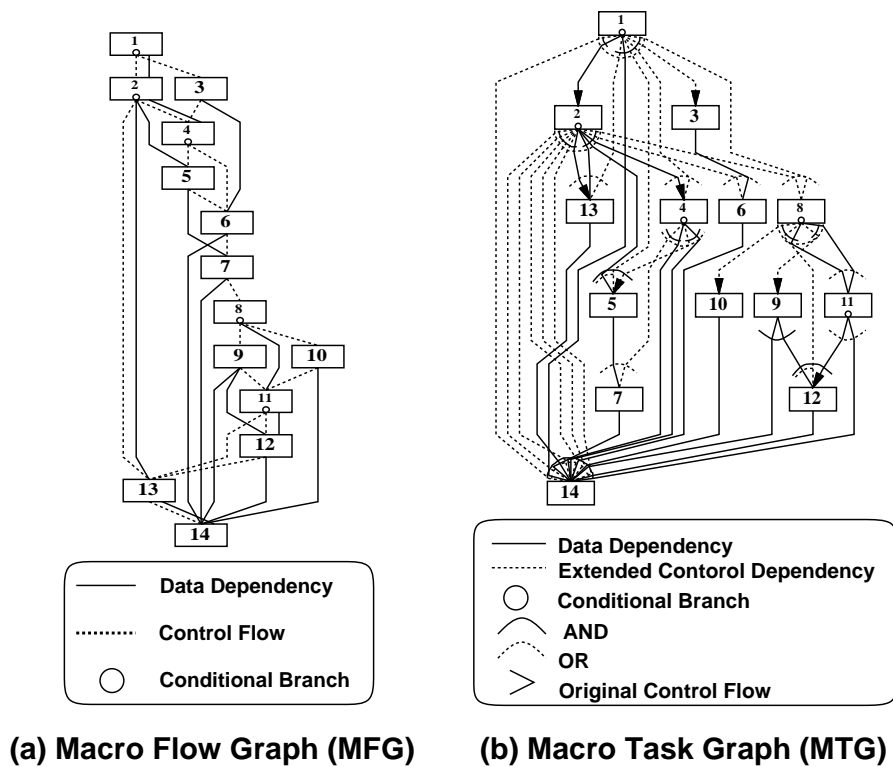 1
2
3
4
5
6
7
8
9
10
11
12
13
14
Data Dependency
Control Flow
Conditional Branch
(a) Macro Flow Graph (MFG)
1
2
3
13
4
6
8
5
10
9
11
7
12
14
Data Dependency
Extended Contorol Dependency
Conditional Branch
AND
OR
Original Control Flow
(b) Macro Task Graph (MTG)